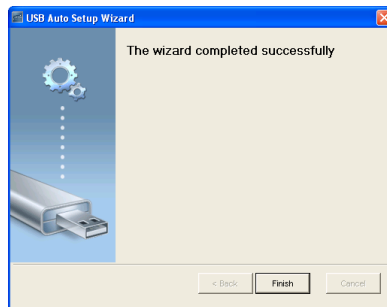 USB Auto Setup Wizard
The wizard completed successfully
< Back Finish Cancel